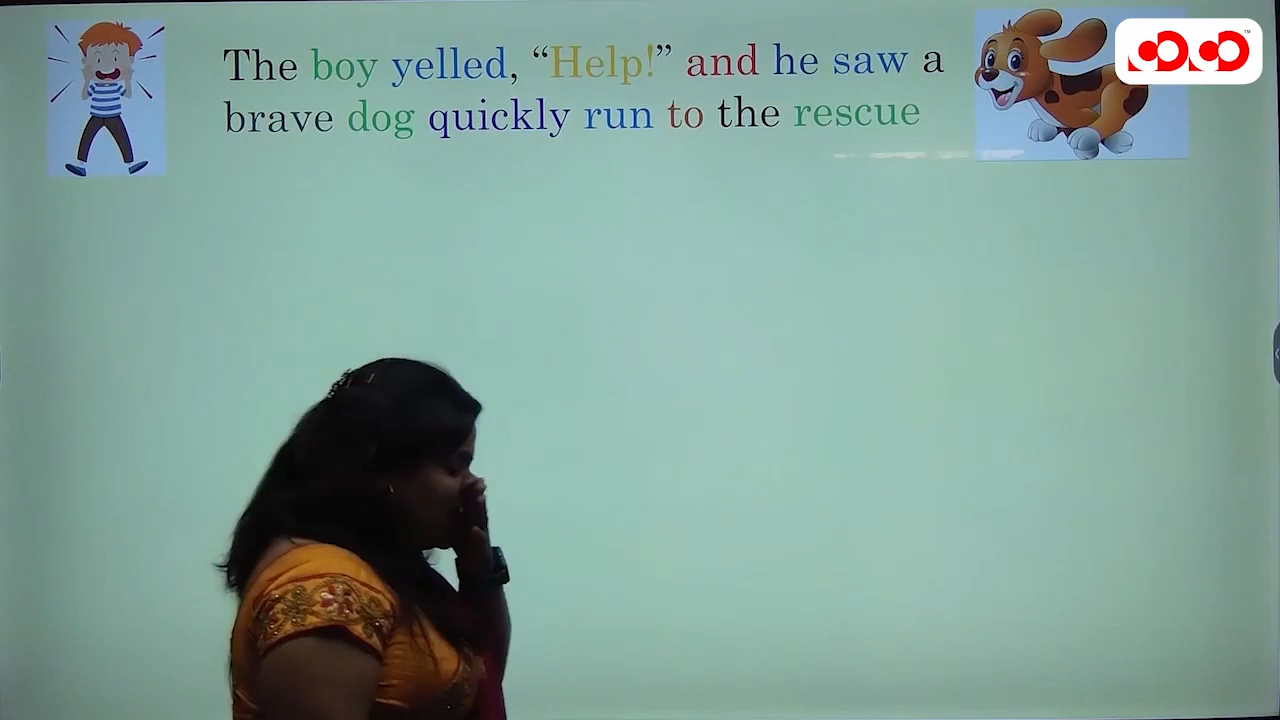 The boy yelled, “Help!” and he saw a
brave dog quickly run to the rescue